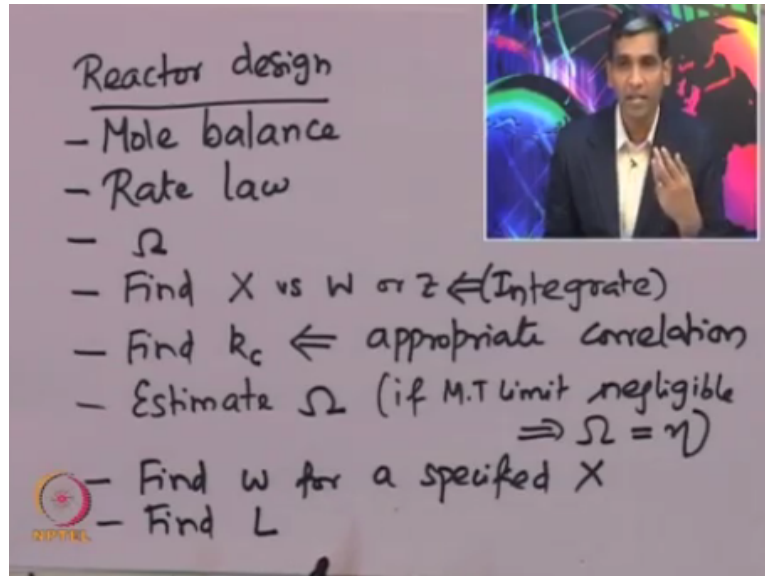 Reactor design
- Mole balance
- Rate law
- Ω
- Find X vs W or z ⇐ (Integrate)
- Find kc ⇐ appropriate correlation
- Estimate Ω (if M.T Limit negligible
⇒ Ω = η)
- Find W for a specified X
- Find L
NPTEL